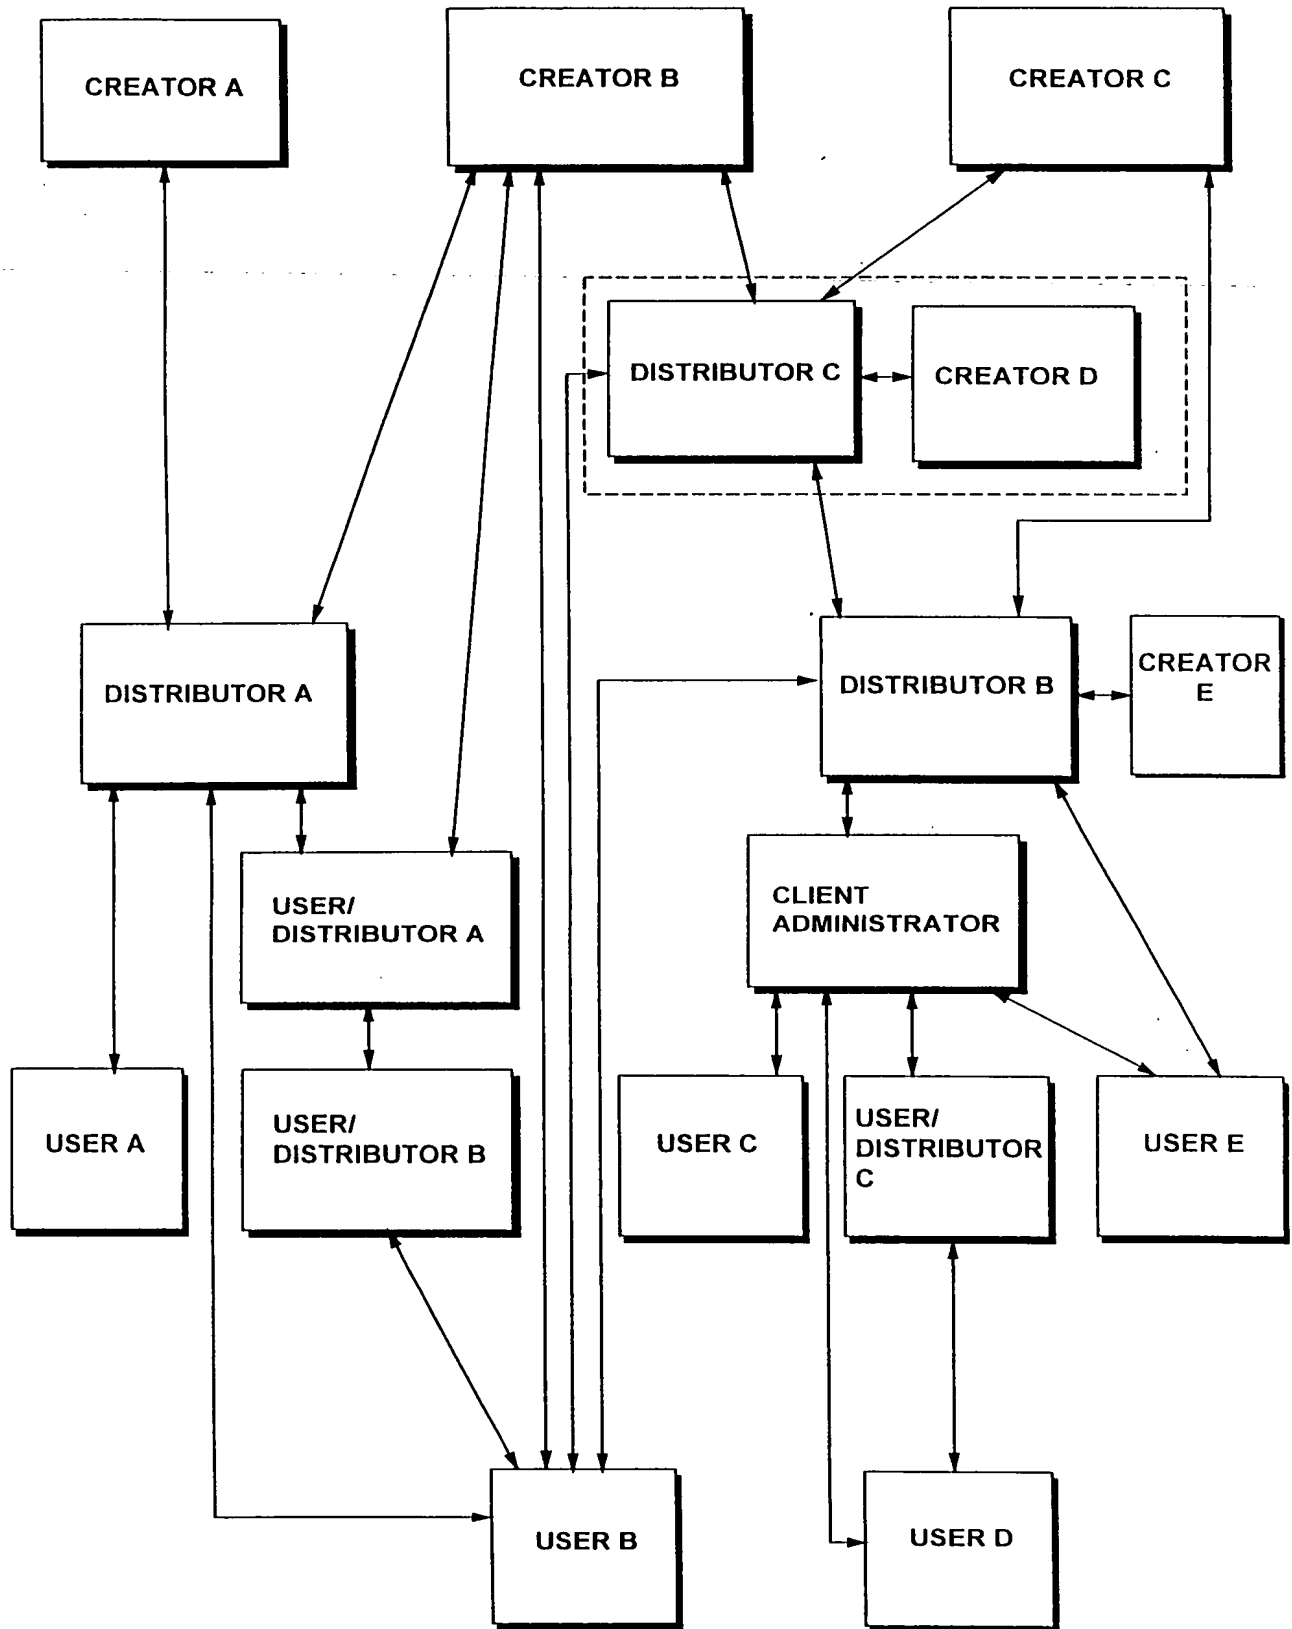 CREATOR A
CREATOR B
CREATOR C
DISTRIBUTOR C
CREATOR D
DISTRIBUTOR A
DISTRIBUTOR B
CREATOR
E
USER/
DISTRIBUTOR A
CLIENT
ADMINISTRATOR
USER A
USER/
DISTRIBUTOR B
USER C
USER/
DISTRIBUTOR
C
USER E
USER B
USER D